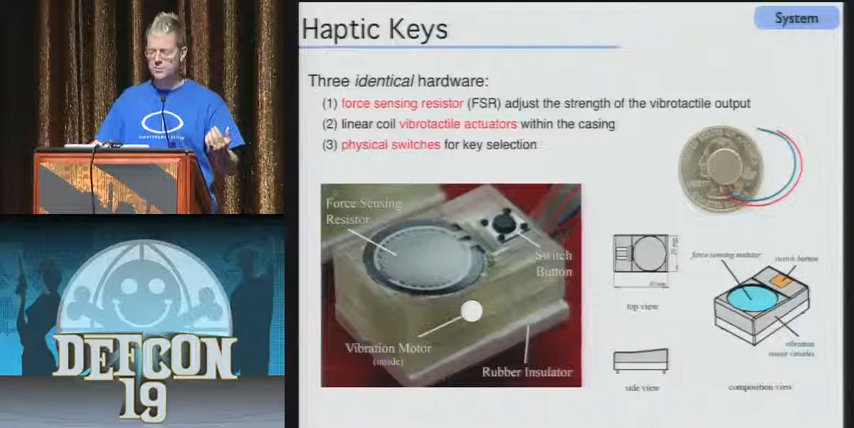 System
Haptic Keys
Three identical hardware:
(1) force sensing resistor (FSR) adjust the strength of the vibrotactile output
(2) linear coil vibrotactile actuators within the casing
(3) physical switches for key selection
Force Sensing
Resistor
Switch
Button
Vibration Motor
(inside)
Rubber Insulator
force sensing resistor
switch button
top view
vibration
side view
composition view
DEFCON
19